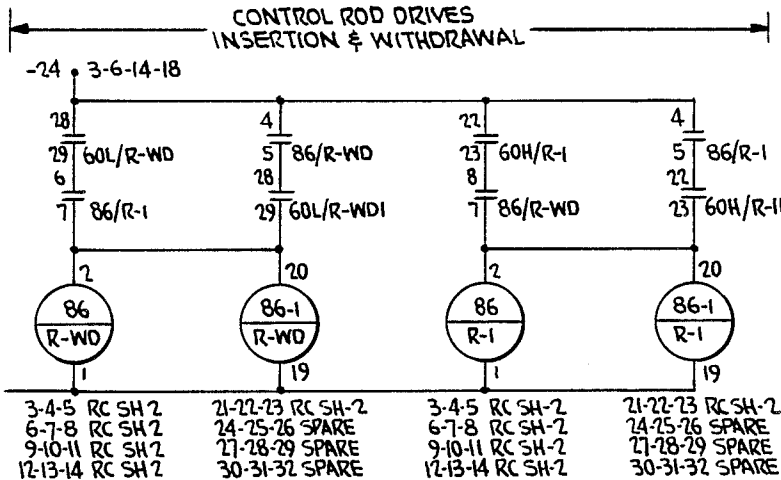 CONTROL ROD DRIVES
INSERTION & WITHDRAWAL
-24 3-6-14-18
28 4 22 4
29 60L/R-WD 5 86/R-WD 23 60H/R-1 5 86/R-1
6 28 8 22
7 86/R-1 29 60L/R-WD1 7 86/R-WD 23 60H/R-11
2 20 2 20
86 86-1 86 86-1
R-WD R-WD R-1 R-1
1 19 1 19
3-4-5 RC SH 2 21-22-23 RC SH-2 3-4-5 RC SH-2 21-22-23 RC SH-2
6-7-8 RC SH 2 24-25-26 SPARE 6-7-8 RC SH-2 24-25-26 SPARE
9-10-11 RC SH 2 27-28-29 SPARE 9-10-11 RC SH-2 27-28-29 SPARE
12-13-14 RC SH 2 30-31-32 SPARE 12-13-14 RC SH-2 30-31-32 SPARE